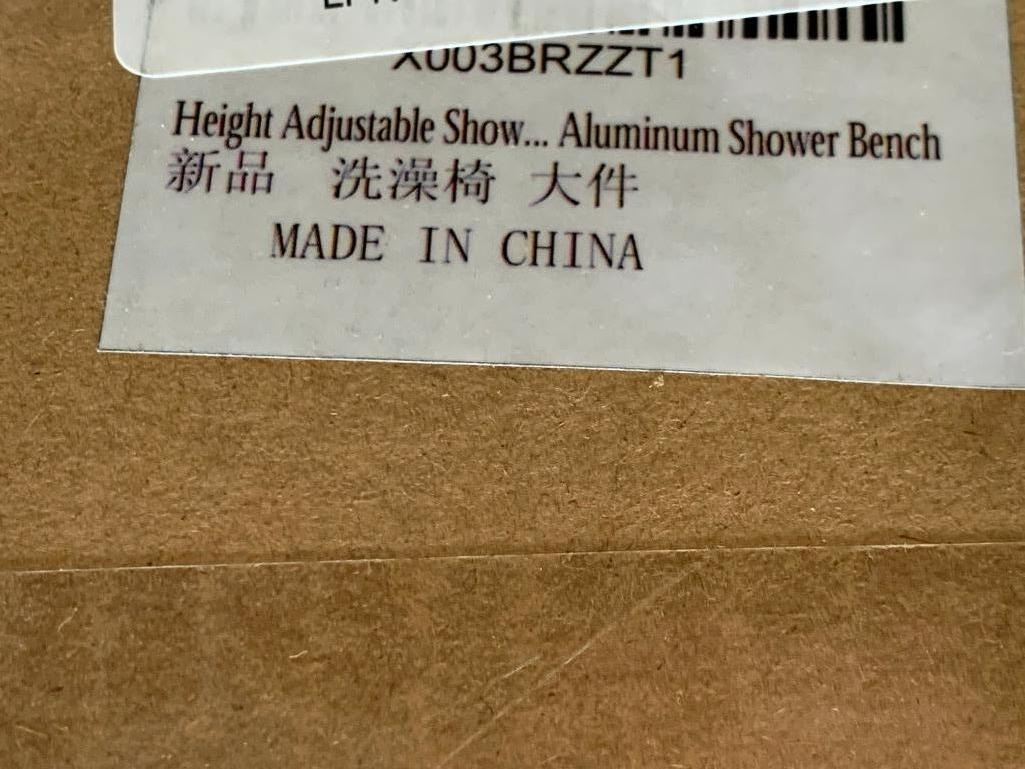 X003BRZZT1
Height Adjustable Show... Aluminum Shower Bench
新品 洗澡椅 大件
MADE IN CHINA